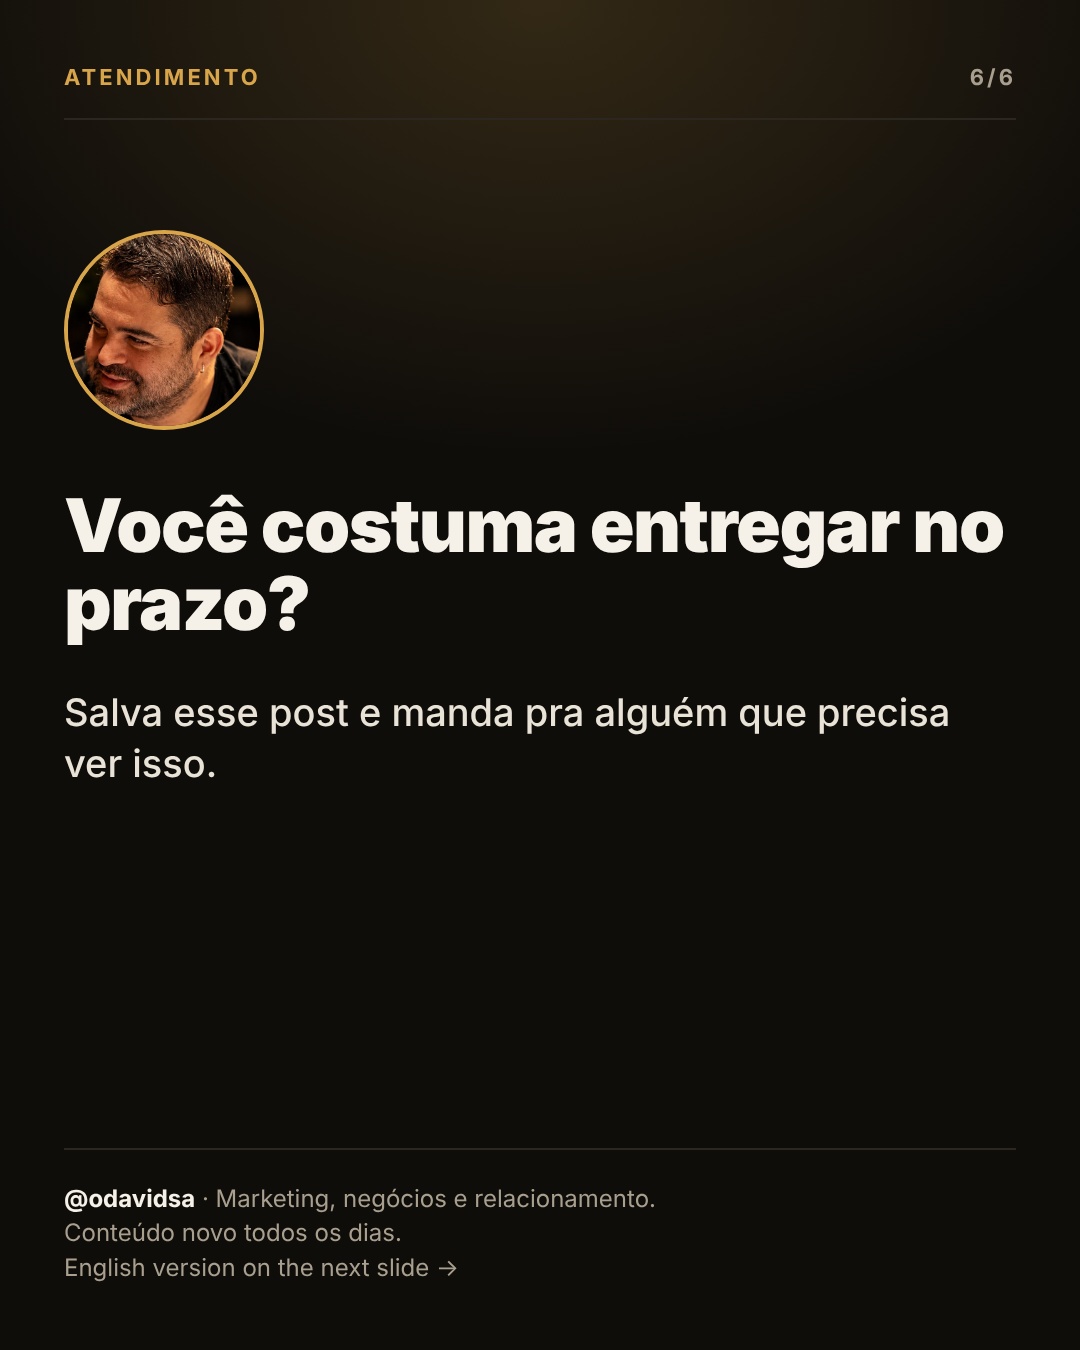 ATENDIMENTO
6/6
Você costuma entregar no
prazo?
Salva esse post e manda pra alguém que precisa
ver isso.
@odavidsa · Marketing, negócios e relacionamento.
Conteúdo novo todos os dias.
English version on the next slide →